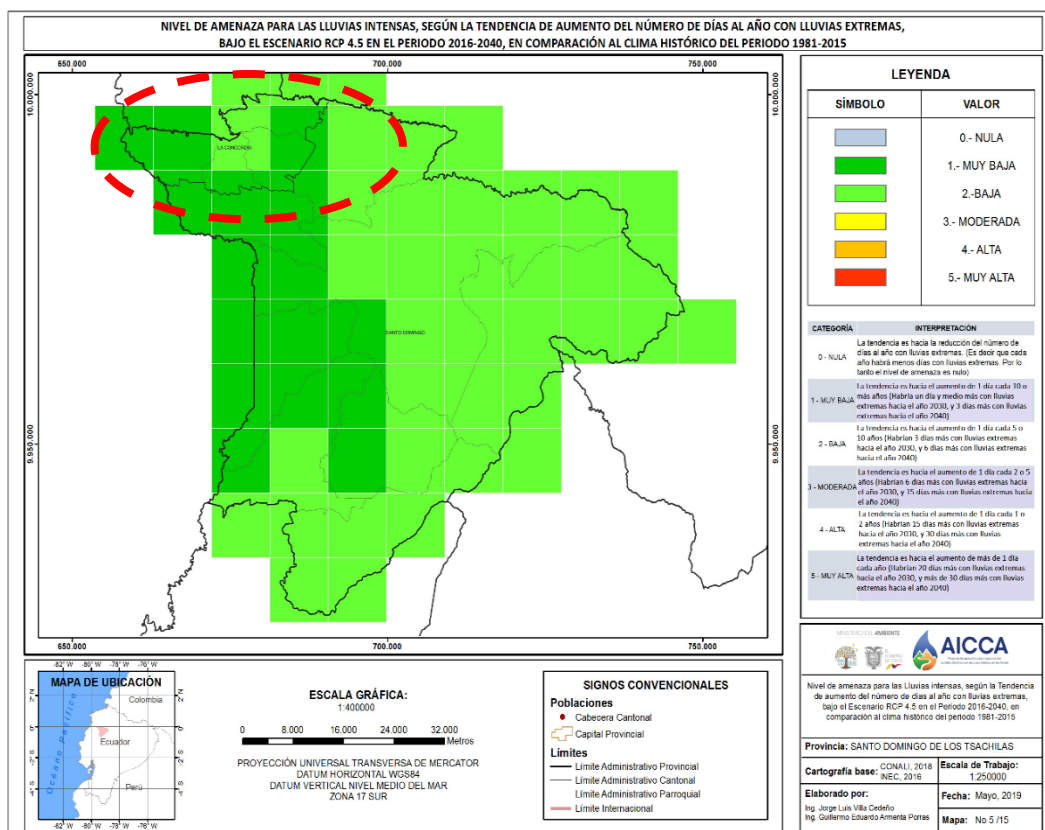 NIVEL DE AMENAZA PARA LAS LLUVIAS INTENSAS, SEGÚN LA TENDENCIA DE AUMENTO DEL NÚMERO DE DÍAS AL AÑO CON LLUVIAS EXTREMAS,
BAJO EL ESCENARIO RCP 4.5 EN EL PERIODO 2016-2040, EN COMPARACIÓN AL CLIMA HISTÓRICO DEL PERIODO 1981-2015
650.000 700.000 750.000
10.000.000 10.000.000
LA CONCORDIA
SANTO DOMINGO
9.950.000 9.950.000
650.000 700.000 750.000
LEYENDA
SÍMBOLO VALOR
0.- NULA
1.- MUY BAJA
2.-BAJA
3.- MODERADA
4.- ALTA
5.- MUY ALTA
CATEGORÍA INTERPRETACIÓN
0 - NULA
La tendencia es hacia la reducción del número de
días al año con lluvias extremas. (Es decir que cada
año habrá menos días con lluvias extremas. Por lo
tanto el nivel de amenaza es nulo)
1 - MUY BAJA
La tendencia es hacia el aumento de 1 día cada 10 o
más años (Habría un día y medio más con lluvias
extremas hacia el año 2030, y 3 días más con lluvias
extremas hacia el año 2040)
2 - BAJA
La tendencia es hacia el aumento de 1 día cada 5 o
10 años (Habrían 3 días más con lluvias extremas
hacia el año 2030, y 6 días más con lluvias extremas
hacia el año 2040)
3 - MODERADA
La tendencia es hacia el aumento de 1 día cada 2 o 5
años (Habrían 6 días más con lluvias extremas hacia
el año 2030, y 15 días más con lluvias extremas hacia
el año 2040)
4 - ALTA
La tendencia es hacia el aumento de 1 día cada 1 o
2 años (Habrían 15 días más con lluvias extremas
hacia el año 2030, y 30 días más con lluvias
extremas hacia el año 2040)
5 - MUY ALTA
La tendencia es hacia el aumento de más de 1 día
cada año (Habrían 20 días más con lluvias extremas
hacia el año 2030, y más de 30 días más con lluvias
extremas hacia el año 2040)
MAPA DE UBICACIÓN
-82°W -80°W -78°W -76°W
Colombia
Océano Pacífico
Ecuador
Perú
-82°W -80°W -78°W -76°W
ESCALA GRÁFICA:
1:400000
0 8.000 16.000 24.000 32.000
Metros
PROYECCIÓN UNIVERSAL TRANSVERSA DE MERCATOR
DATUM HORIZONTAL WGS84
DATUM VERTICAL NIVEL MEDIO DEL MAR
ZONA 17 SUR
SIGNOS CONVENCIONALES
Poblaciones
Cabecera Cantonal
Capital Provincial
Límites
Límite Administrativo Provincial
Límite Administrativo Cantonal
Límite Administrativo Parroquial
Límite Internacional
MINISTERIO DEL AMBIENTE
AICCA
Nivel de amenaza para las Lluvias intensas, según la Tendencia
de aumento del número de días al año con lluvias extremas,
bajo el Escenario RCP 4.5 en el Periodo 2016-2040, en
comparación al clima histórico del periodo 1981-2015
Provincia: SANTO DOMINGO DE LOS TSACHILAS
Cartografía base: CONALI, 2018
INEC, 2016
Escala de Trabajo:
1:250000
Elaborado por:
Ing. Jorge Luis Villa Cedeño
Ing. Guillermo Eduardo Armenta Porras
Fecha: Mayo, 2019
Mapa: No 5 /15